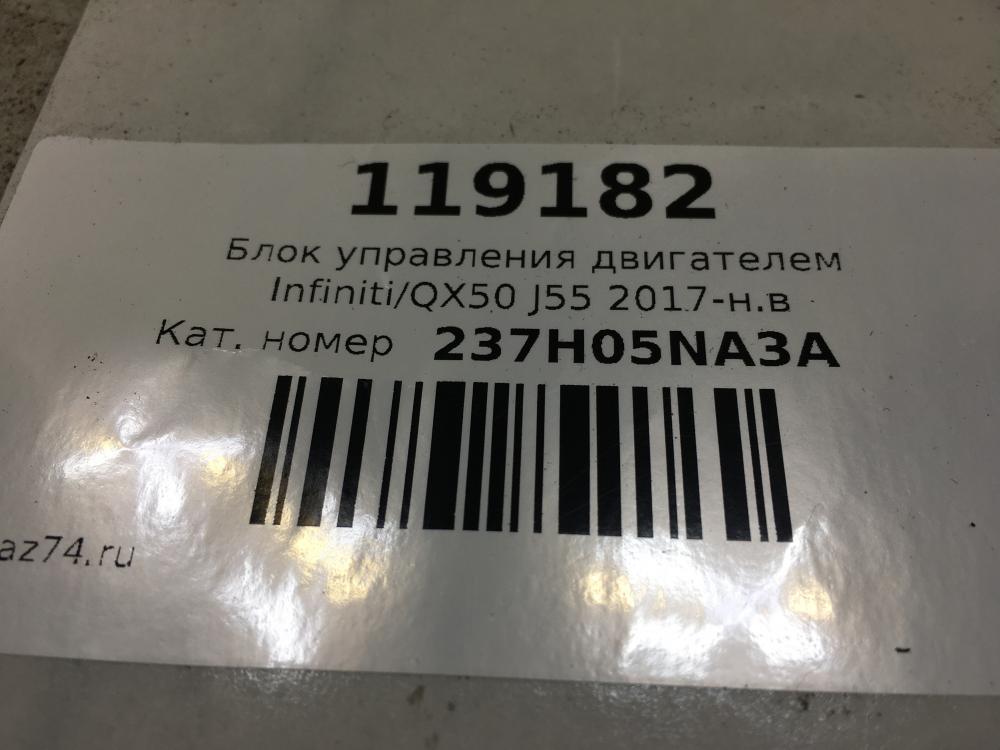 119182
Блок управления двигателем
Infiniti/QX50 J55 2017-н.в
Кат. номер 237H05NA3A
az74.ru